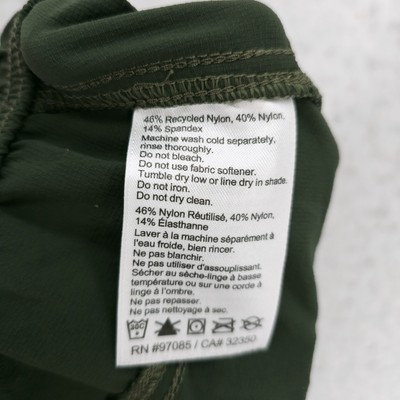 46% Recycled Nylon, 40% Nylon,
14% Spandex
Machine wash cold separately,
rinse thoroughly.
Do not bleach.
Do not use fabric softener.
Tumble dry low or line dry in shade.
Do not iron.
Do not dry clean.
46% Nylon Réutilisé, 40% Nylon,
14% Élasthanne
Laver à la machine séparément à
l'eau froide, bien rincer.
Ne pas blanchir.
Ne pas utiliser d'assouplissant.
Sécher au sèche-linge à basse
température ou sur une corde à
linge à l'ombre.
Ne pas repasser.
Ne pas nettoyage à sec.
RN #97085 / CA# 32350